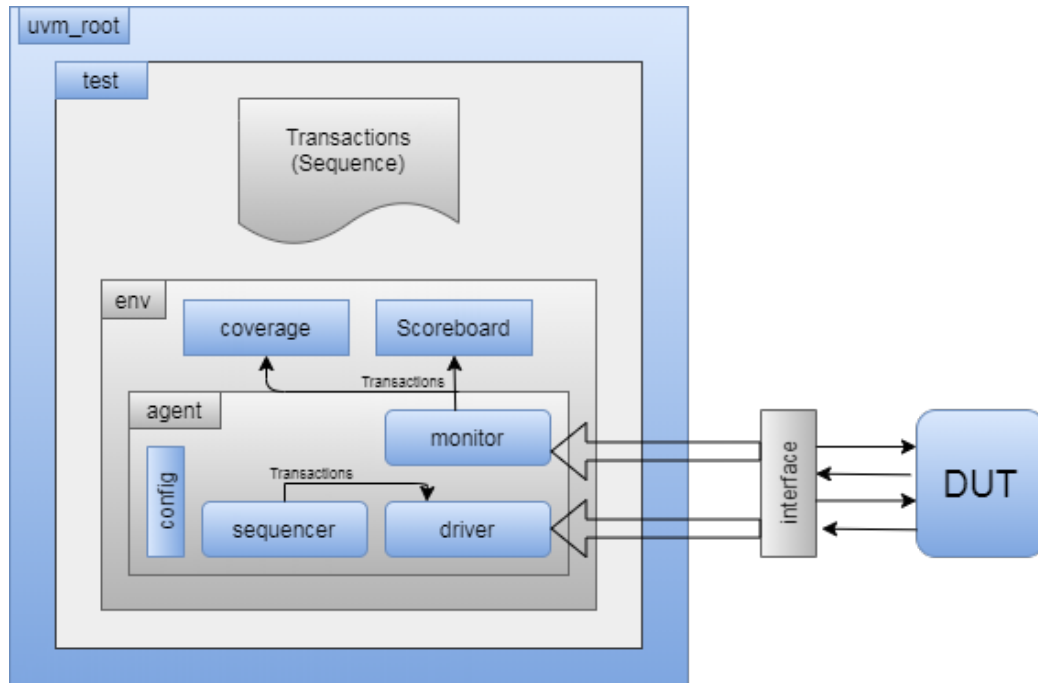 uvm_root
test
Transactions
(Sequence)
env
coverage
Scoreboard
Transactions
agent
monitor
config
Transactions
sequencer
driver
interface
DUT